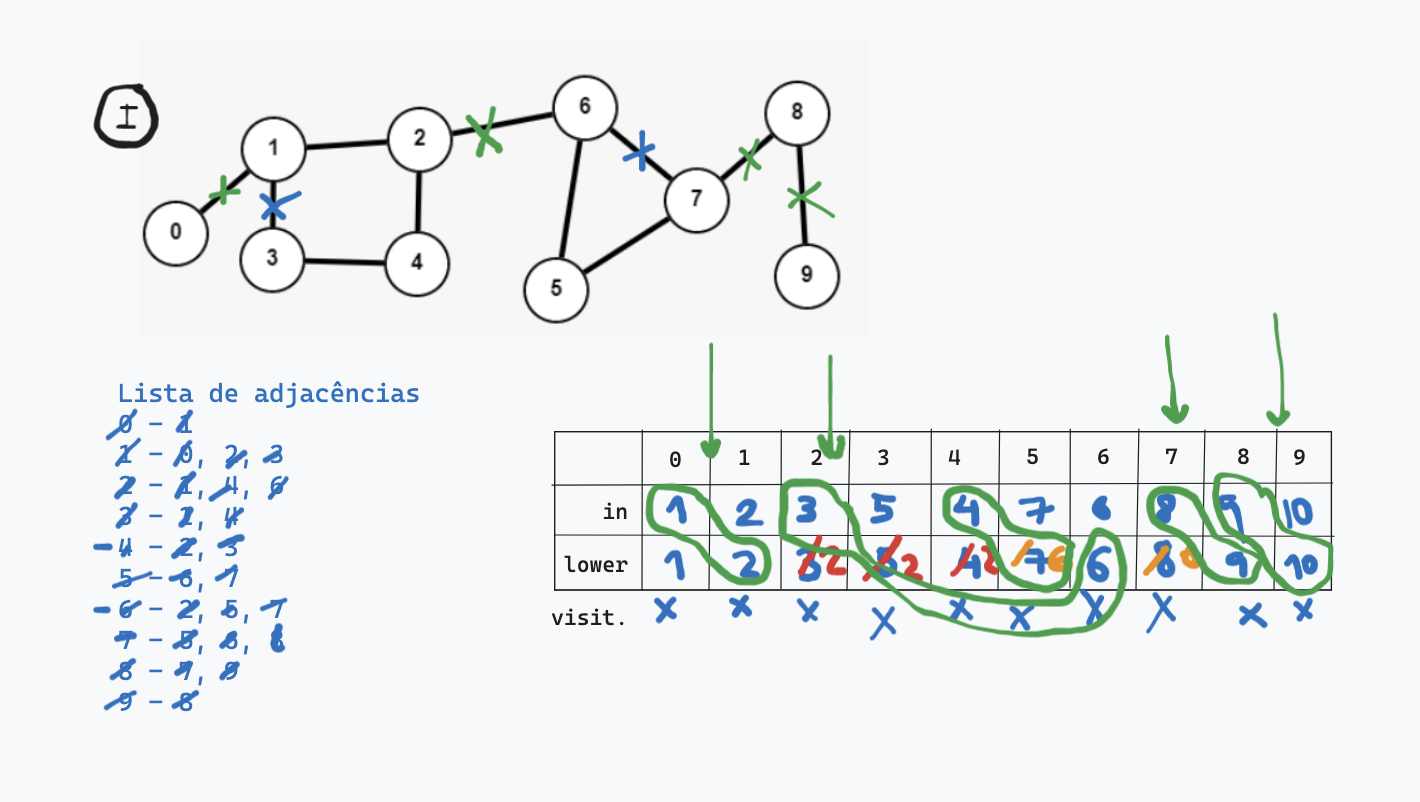 I
6
8
1
2
7
0
3
4
5
9
Lista de adjacências
0 - 1
1 - 0, 2, 3
2 - 1, 4, 6
3 - 1, 4
4 - 2, 3
5 - 6, 7
6 - 2, 5, 7
7 - 5, 6, 8
8 - 7, 9
9 - 8
0 1 2 3 4 5 6 7 8 9
in 1 2 3 5 4 7 6 8 9 10
lower 1 2 3 2 5 2 4 2 7 6 6 8 6 9 10
visit. x x x x x x x x x x